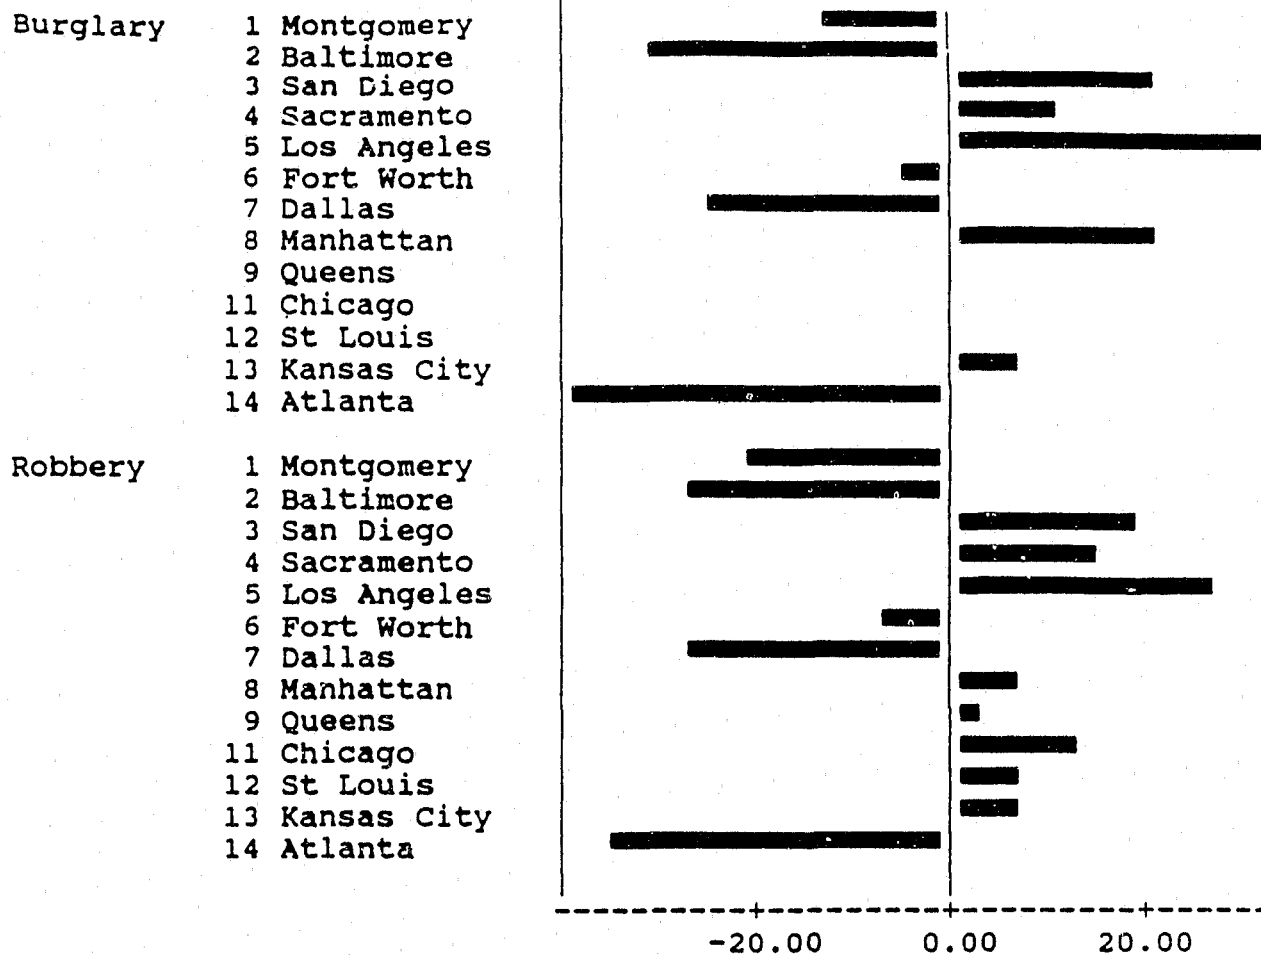 Burglary 1 Montgomery
2 Baltimore
3 San Diego
4 Sacramento
5 Los Angeles
6 Fort Worth
7 Dallas
8 Manhattan
9 Queens
11 Chicago
12 St Louis
13 Kansas City
14 Atlanta
Robbery 1 Montgomery
2 Baltimore
3 San Diego
4 Sacramento
5 Los Angeles
6 Fort Worth
7 Dallas
8 Manhattan
9 Queens
11 Chicago
12 St Louis
13 Kansas City
14 Atlanta
-20.00 0.00 20.00